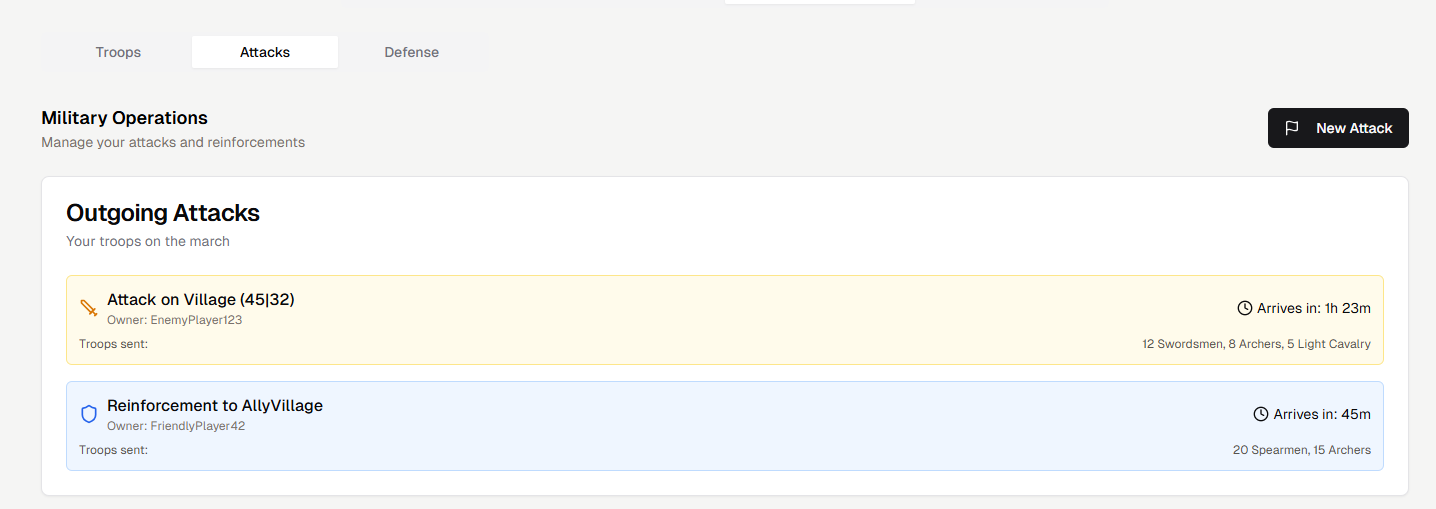 Troops Attacks Defense
Military Operations
Manage your attacks and reinforcements
New Attack
Outgoing Attacks
Your troops on the march
Attack on Village (45|32)
Owner: EnemyPlayer123
Arrives in: 1h 23m
Troops sent: 12 Swordsmen, 8 Archers, 5 Light Cavalry
Reinforcement to AllyVillage
Owner: FriendlyPlayer42
Arrives in: 45m
Troops sent: 20 Spearmen, 15 Archers